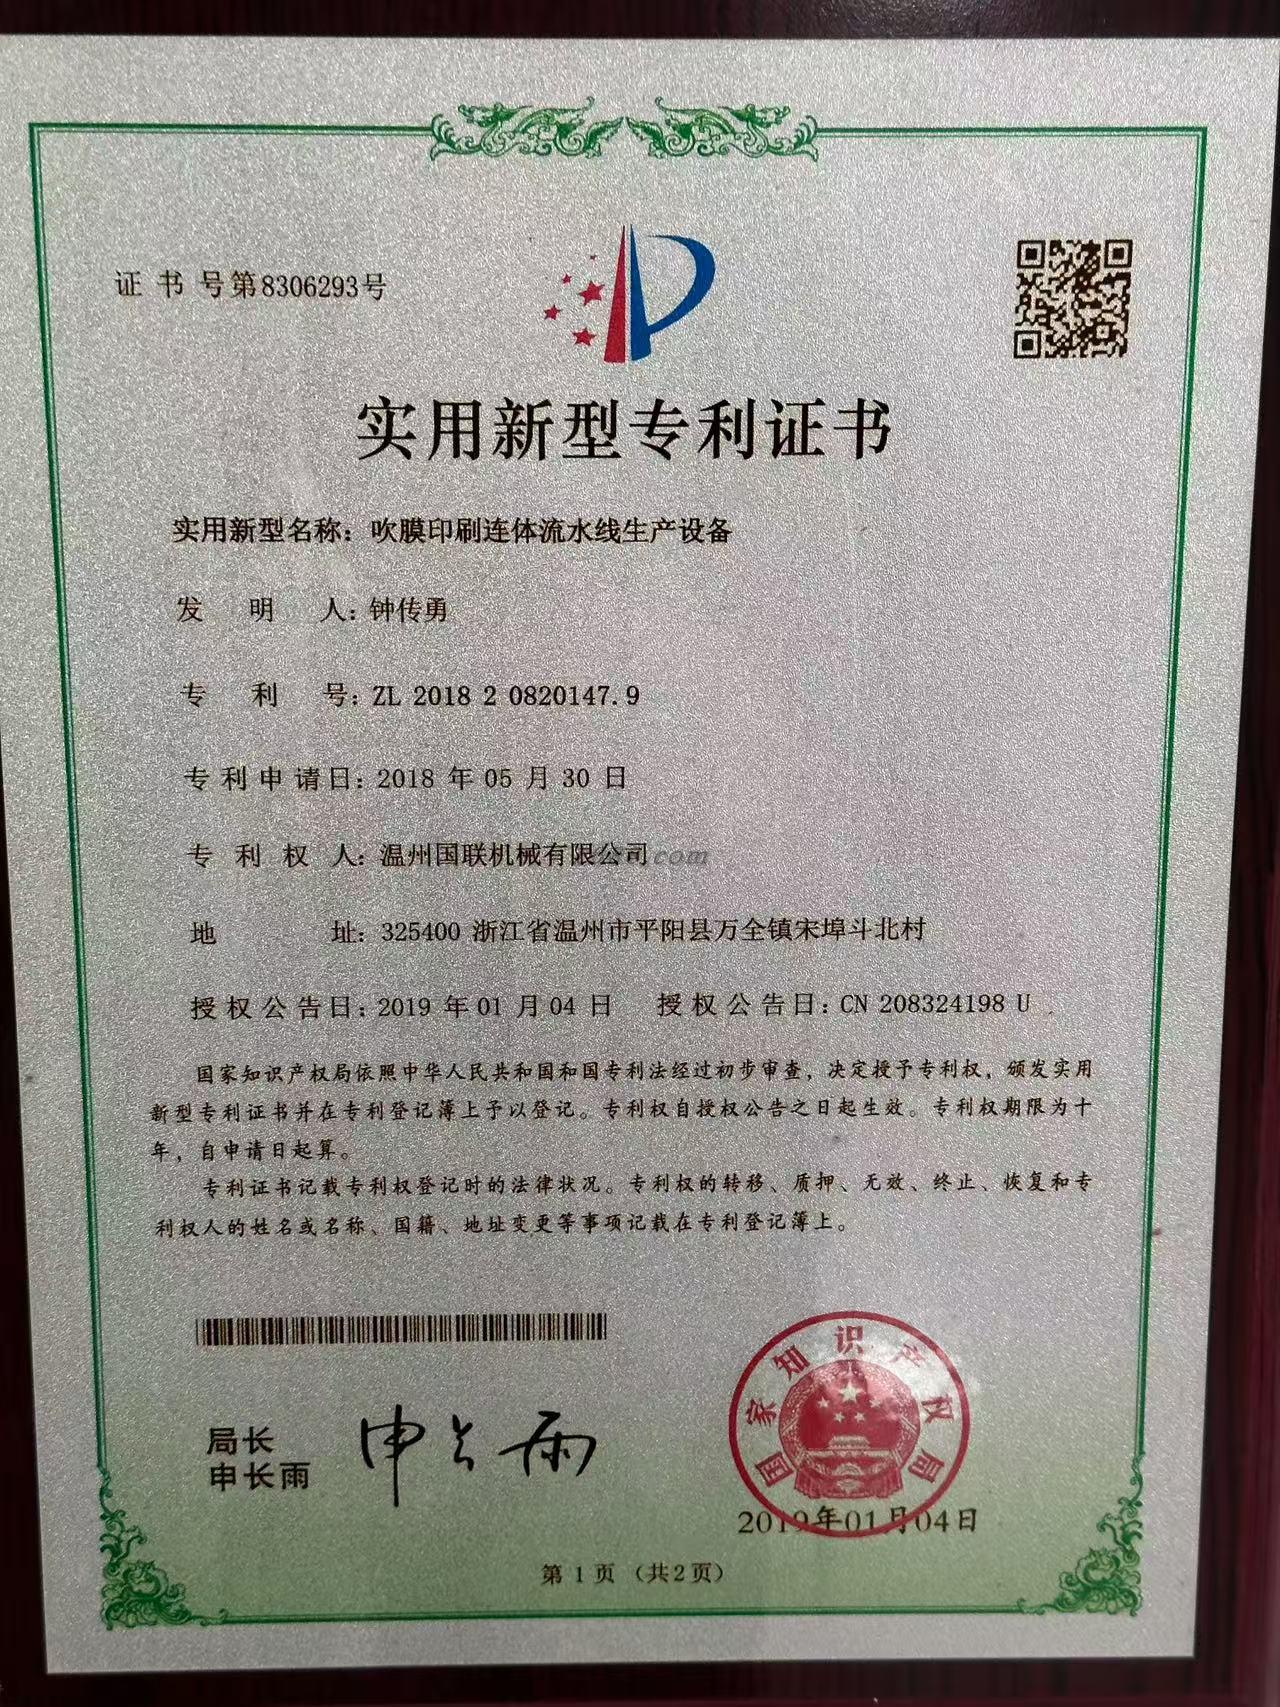 证书号第8306293号
实用新型专利证书
实用新型名称：吹膜印刷连体流水线生产设备
发明人：钟传勇
专利号：ZL 2018 2 0820147.9
专利申请日：2018年05月30日
专利权人：温州国联机械有限公司
.com
地址：325400 浙江省温州市平阳县万全镇宋埠斗北村
授权公告日：2019年01月04日 授权公告日：CN 208324198 U
国家知识产权局依照中华人民共和国和国专利法经过初步审查，决定授予专利权，颁发实用
新型专利证书并在专利登记薄上予以登记。专利权自授权公告之日起生效。专利权期限为十
年，自申请日起算。
专利证书记载专利权登记时的法律状况。专利权的转移、质押、无效、终止、恢复和专
利权人的姓名或名称、国籍、地址变更等事项记载在专利登记薄上。
局长
申长雨
申长雨
国家知识产权局
2019年01月04日
第1页（共2页）